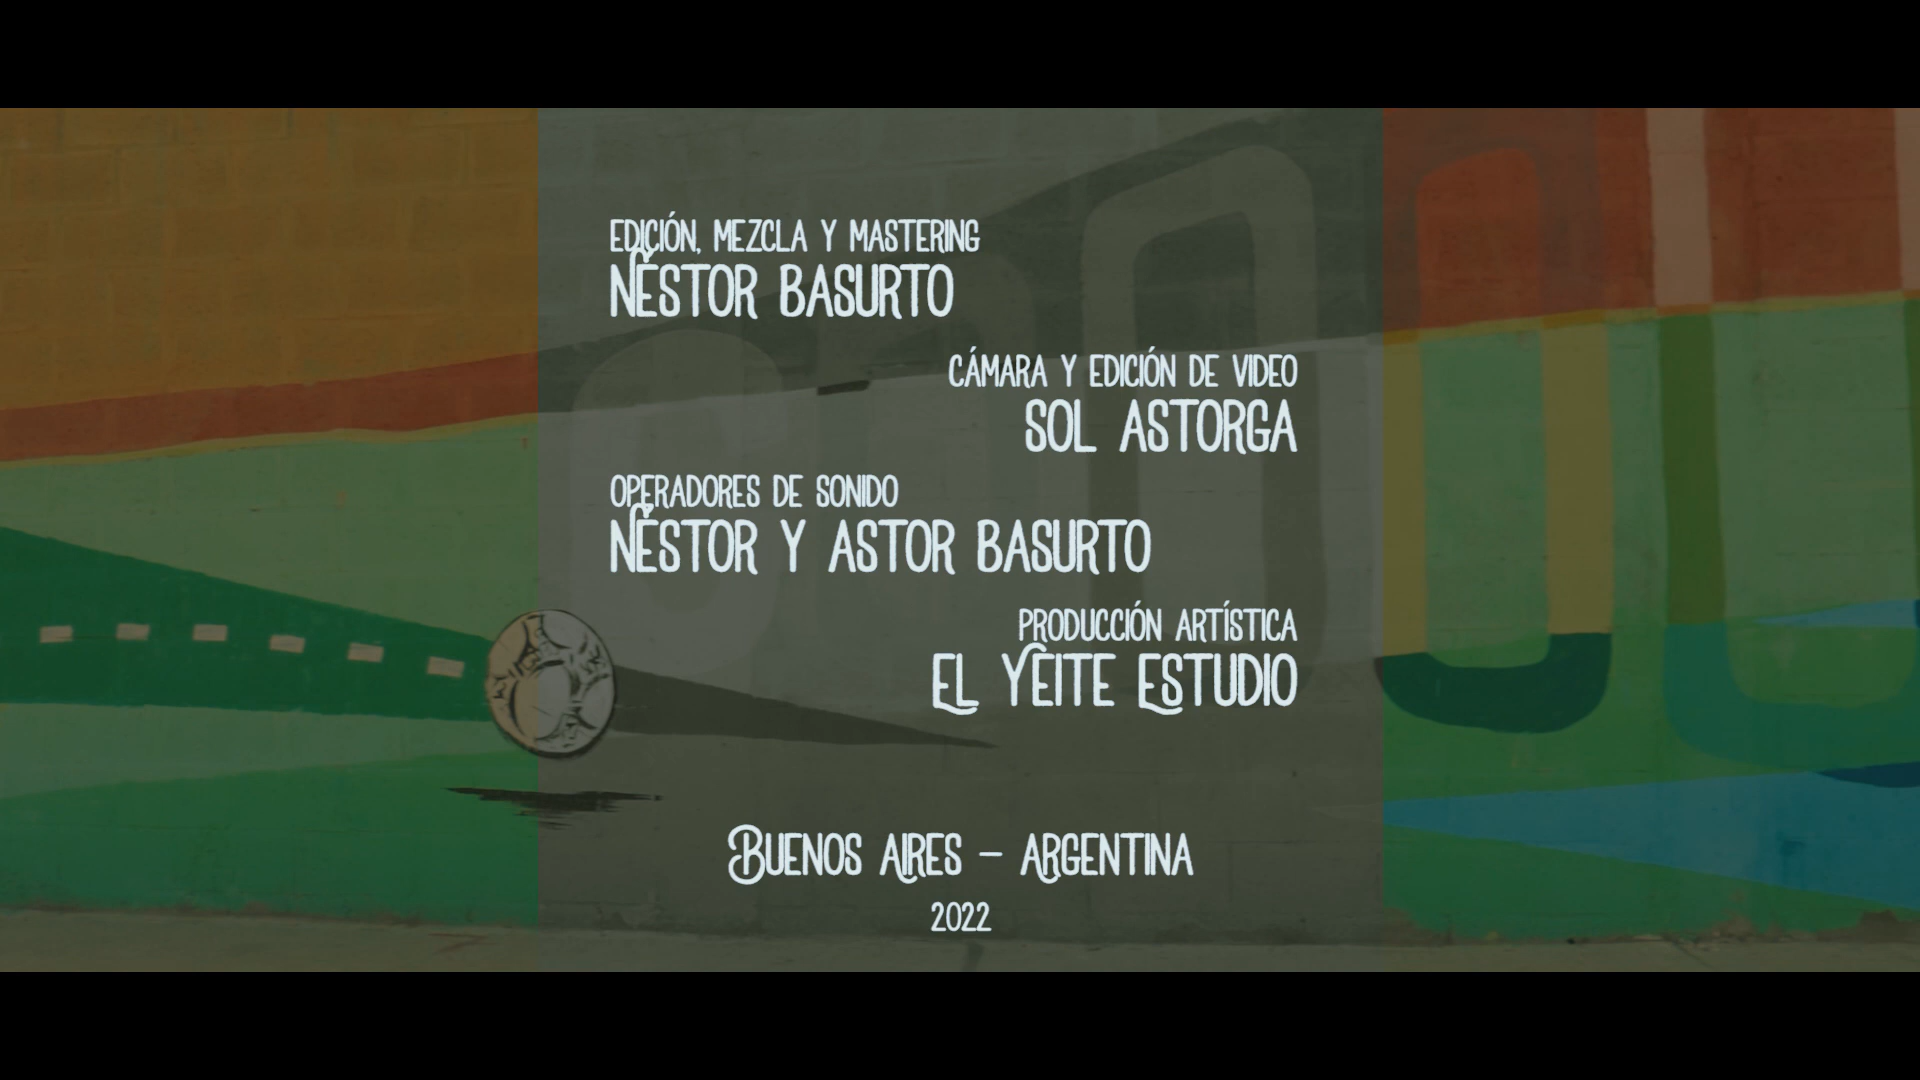 EDICIÓN, MEZCLA Y MASTERING
NÉSTOR BASURTO
CÁMARA Y EDICIÓN DE VIDEO
SOL ASTORGA
OPERADORES DE SONIDO
NÉSTOR Y ASTOR BASURTO
PRODUCCIÓN ARTÍSTICA
EL YEITE ESTUDIO
BUENOS AIRES – ARGENTINA
2022